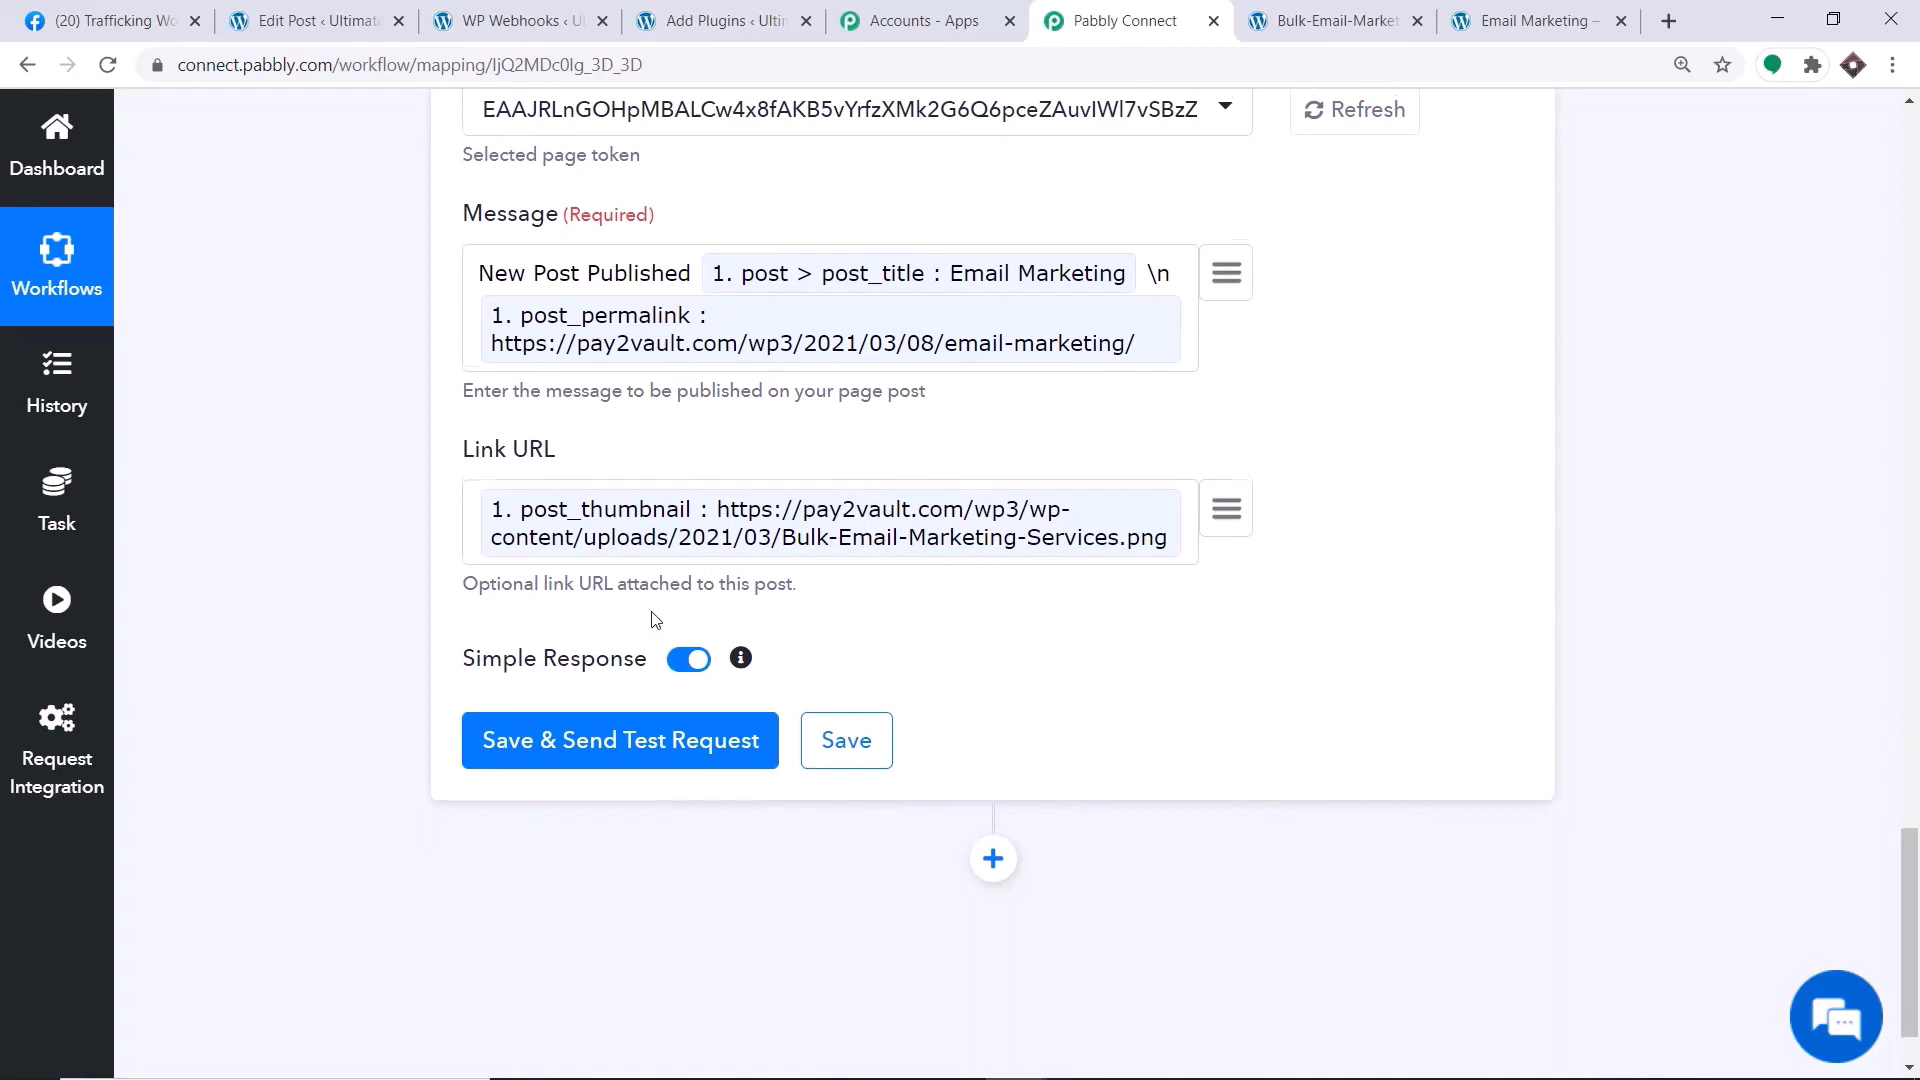 (20) Trafficking Wo
Edit Post ‹ Ultimate
WP Webhooks ‹ Ul
Add Plugins ‹ Ultim
Accounts - Apps
Pabbly Connect
Bulk-Email-Market
Email Marketing –
connect.pabbly.com/workflow/mapping/IjQ2MDc0Ig_3D_3D
Dashboard
Workflows
History
Task
Videos
Request
Integration
EAAJRLnGOHpMBALCw4x8fAKB5vYrfzXMk2G6Q6pceZAuvIWl7vSBzZ
Refresh
Selected page token
Message (Required)
New Post Published 1. post > post_title : Email Marketing \n
1. post_permalink :
https://pay2vault.com/wp3/2021/03/08/email-marketing/
Enter the message to be published on your page post
Link URL
1. post_thumbnail : https://pay2vault.com/wp3/wp-
content/uploads/2021/03/Bulk-Email-Marketing-Services.png
Optional link URL attached to this post.
Simple Response
Save & Send Test Request
Save